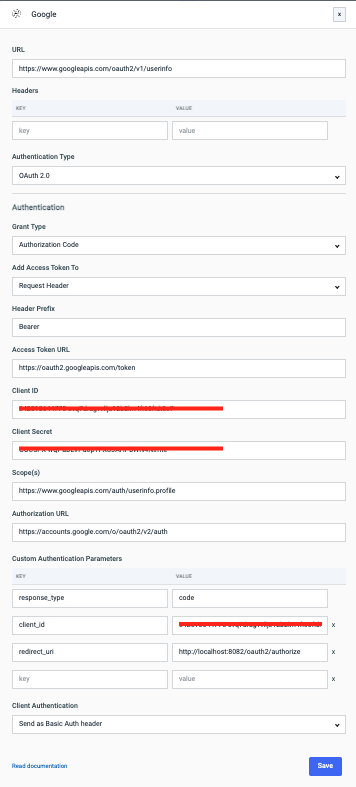 Google
x
URL
https://www.googleapis.com/oauth2/v1/userinfo
Headers
KEY VALUE
key value
Authentication Type
OAuth 2.0
Authentication
Grant Type
Authorization Code
Add Access Token To
Request Header
Header Prefix
Bearer
Access Token URL
https://oauth2.googleapis.com/token
Client ID
Client Secret
Scope(s)
https://www.googleapis.com/auth/userinfo.profile
Authorization URL
https://accounts.google.com/o/oauth2/v2/auth
Custom Authentication Parameters
KEY VALUE
response_type code
client_id x
redirect_uri http://localhost:8082/oauth2/authorize x
key value x
Client Authentication
Send as Basic Auth header
Read documentation Save